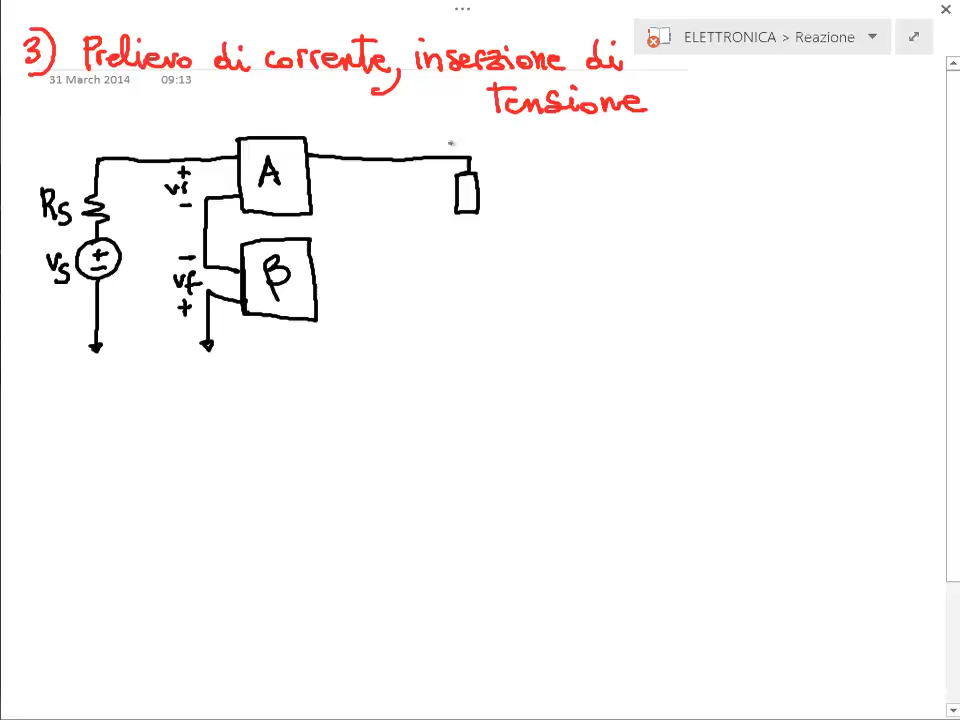 ELETTRONICA > Reazione
3) Prelievo di corrente, inserzione di
tensione
31 March 2014 09:13
A
+
vi
-
RS
+
-
vS
-
vf
+
β